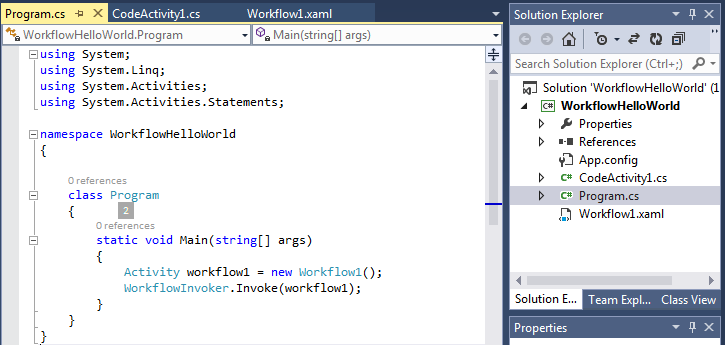 Program.cs
CodeActivity1.cs
Workflow1.xaml
WorkflowHelloWorld.Program
Main(string[] args)
using System;
using System.Linq;
using System.Activities;
using System.Activities.Statements;
namespace WorkflowHelloWorld
{
0 references
class Program
{
2
0 references
static void Main(string[] args)
{
Activity workflow1 = new Workflow1();
WorkflowInvoker.Invoke(workflow1);
}
}
}
Solution Explorer
Search Solution Explorer (Ctrl+;)
Solution 'WorkflowHelloWorld' (1
C# WorkflowHelloWorld
Properties
References
App.config
C# CodeActivity1.cs
C# Program.cs
Workflow1.xaml
Solution E...
Team Expl...
Class View
Properties